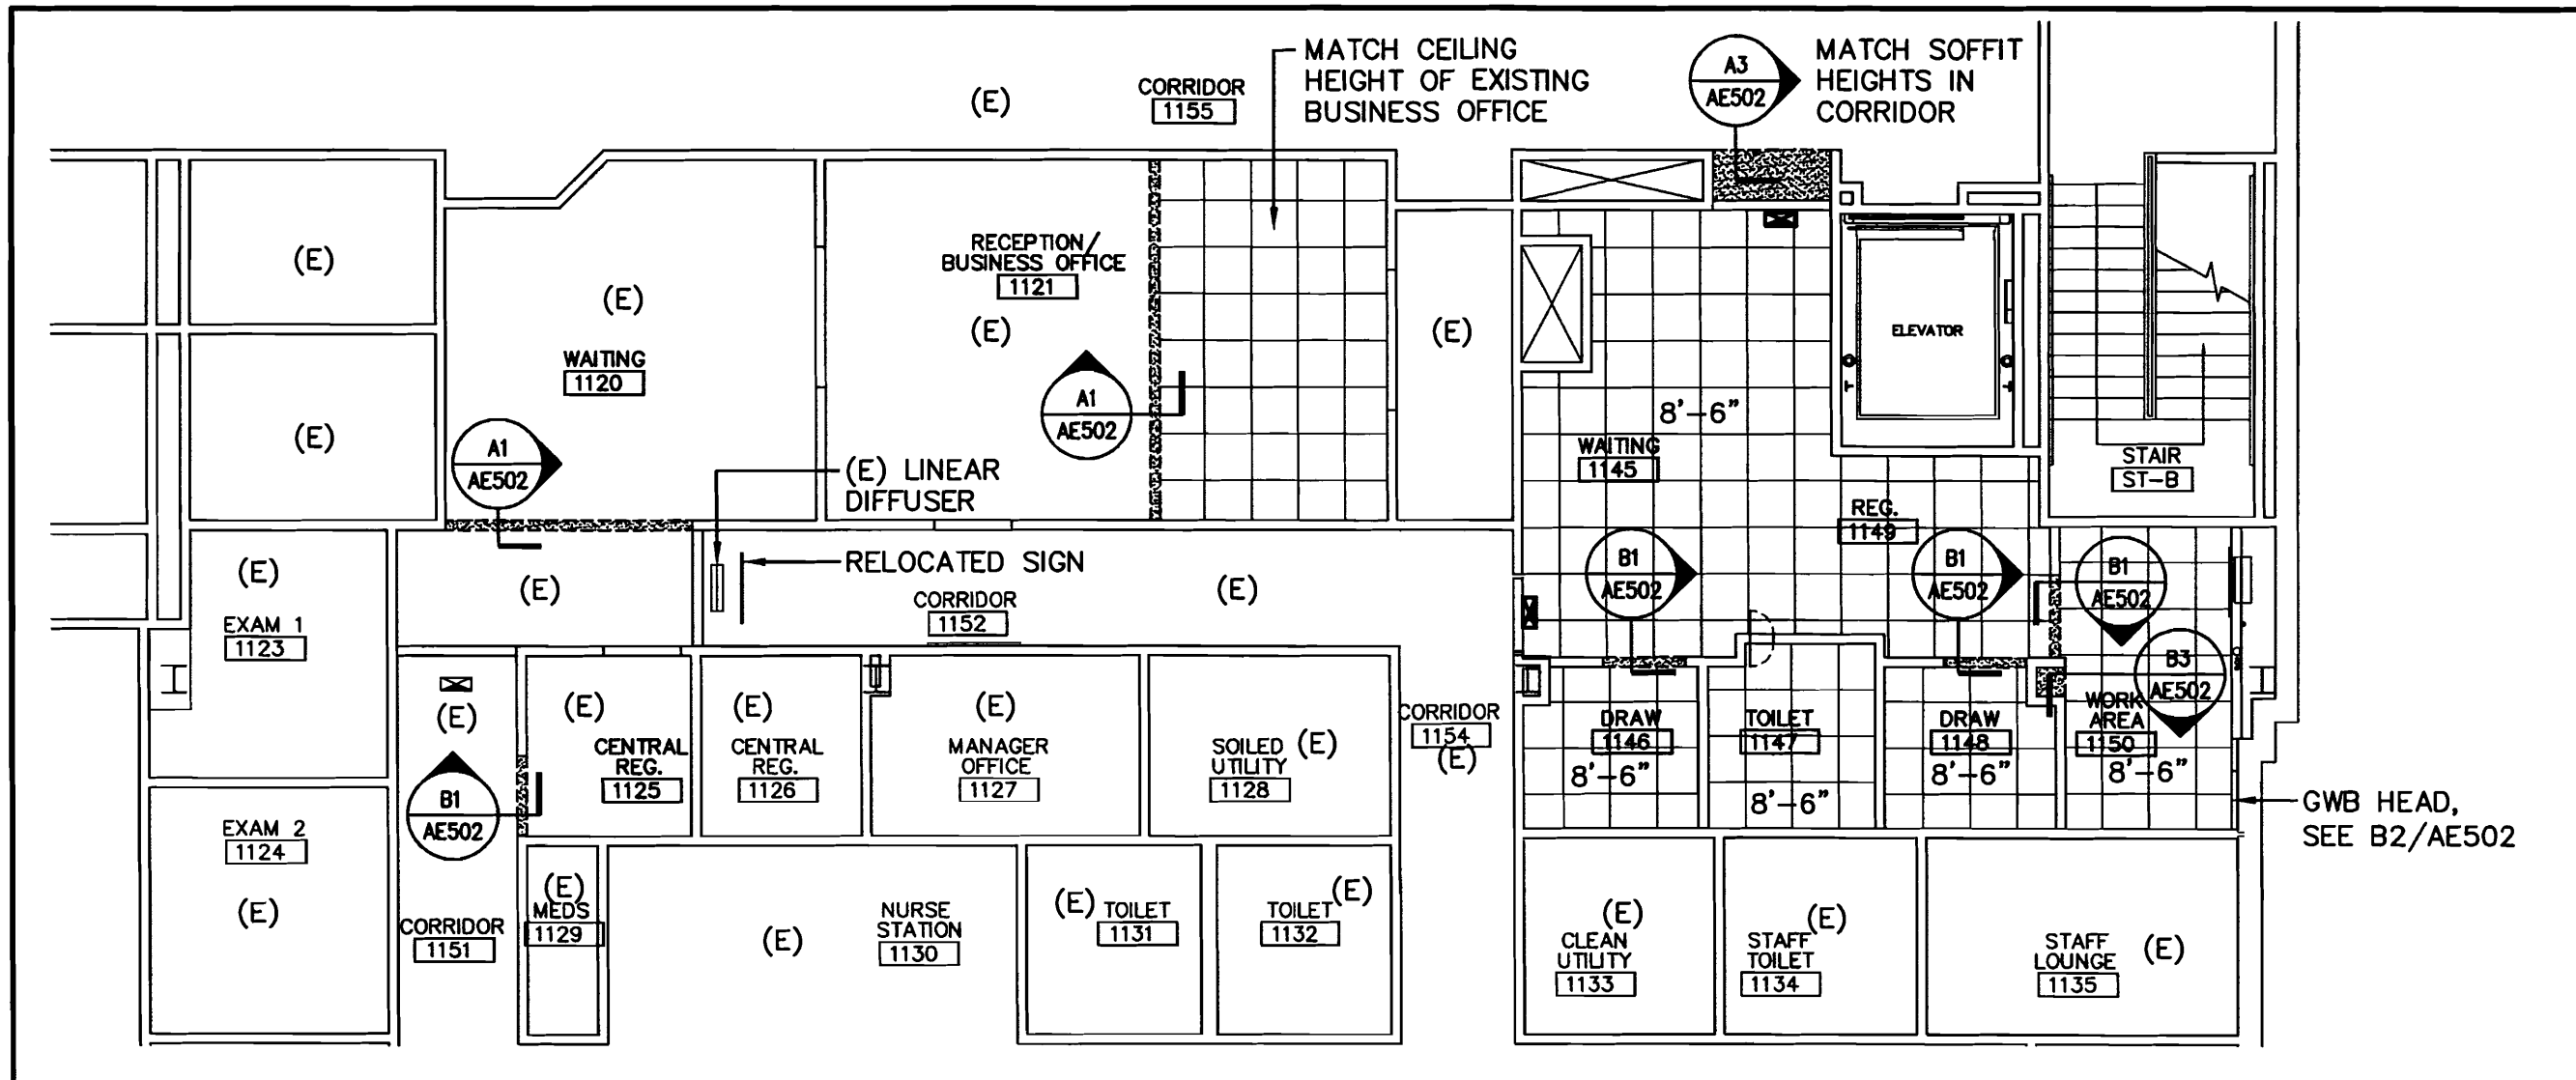 MATCH CEILING
HEIGHT OF EXISTING
BUSINESS OFFICE
A3
AE502
MATCH SOFFIT
HEIGHTS IN
CORRIDOR
(E)
CORRIDOR
1155
(E)
(E)
WAITING
1120
RECEPTION/
BUSINESS OFFICE
1121
(E)
(E)
ELEVATOR
(E)
A1
AE502
A1
AE502
8'-6"
WAITING
1145
REG.
1149
STAIR
ST-B
(E) LINEAR
DIFFUSER
RELOCATED SIGN
(E)
EXAM 1
1123
(E)
CORRIDOR
1152
(E)
B1
AE502
B1
AE502
B1
AE502
B3
AE502
(E)
(E)
CENTRAL
REG.
1125
(E)
CENTRAL
REG.
1126
(E)
MANAGER
OFFICE
1127
SOILED
UTILITY
1128
(E)
CORRIDOR
1154
(E)
DRAW
1146
8'-6"
TOILET
1147
8'-6"
DRAW
1148
8'-6"
WORK
AREA
1150
8'-6"
GWB HEAD,
SEE B2/AE502
B1
AE502
EXAM 2
1124
(E)
CORRIDOR
1151
(E)
MEDS
1129
(E)
NURSE
STATION
1130
(E)
TOILET
1131
TOILET
1132
(E)
(E)
CLEAN
UTILITY
1133
(E)
STAFF
TOILET
1134
STAFF
LOUNGE
1135
(E)